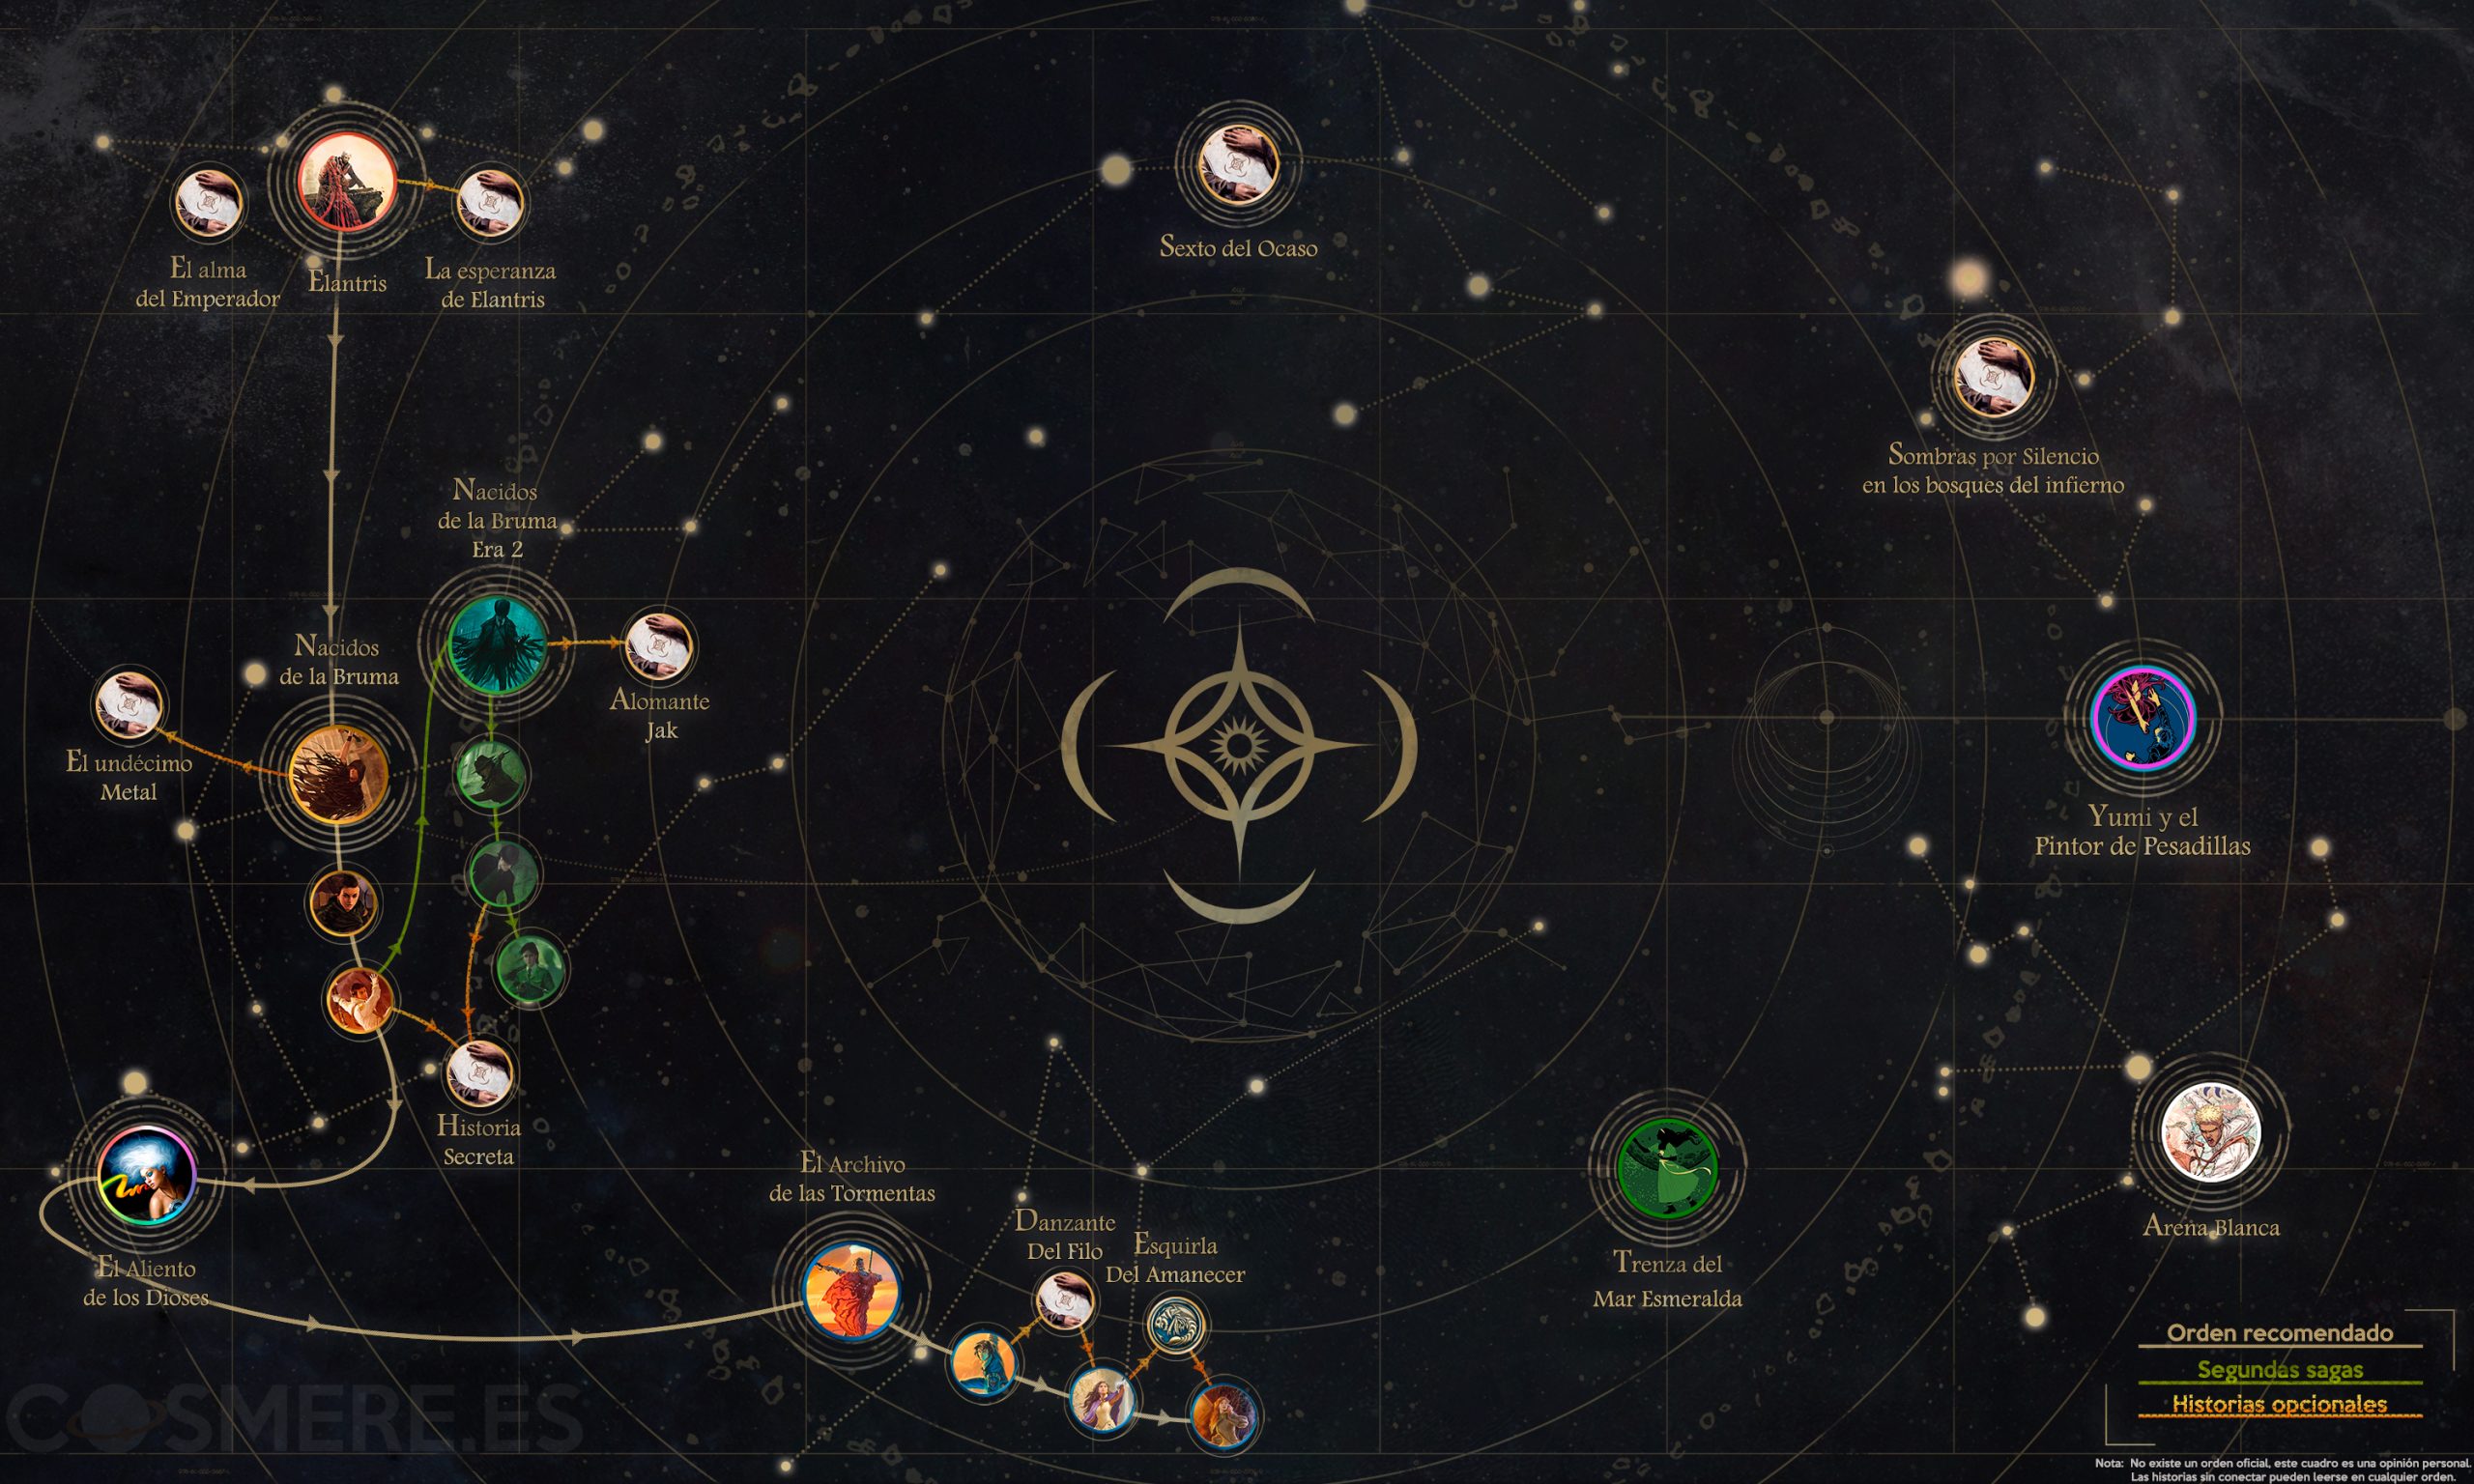 El alma
del Emperador
Elantris
La esperanza
de Elantris
Sexto del Ocaso
Sombras por Silencio
en los bosques del infierno
Nacidos
de la Bruma
Era 2
Nacidos
de la Bruma
Alomante
Jak
El undécimo
Metal
Yumi y el
Pintor de Pesadillas
Historia
Secreta
El Archivo
de las Tormentas
Danzante
Del Filo
Esquirla
Del Amanecer
El Aliento
de los Dioses
Trenza del
Mar Esmeralda
Arena Blanca
Orden recomendado
Segundas sagas
Historias opcionales
COSMERE.ES
Nota: No existe un orden oficial, este cuadro es una opinión personal.
Las historias sin conectar pueden leerse en cualquier orden.